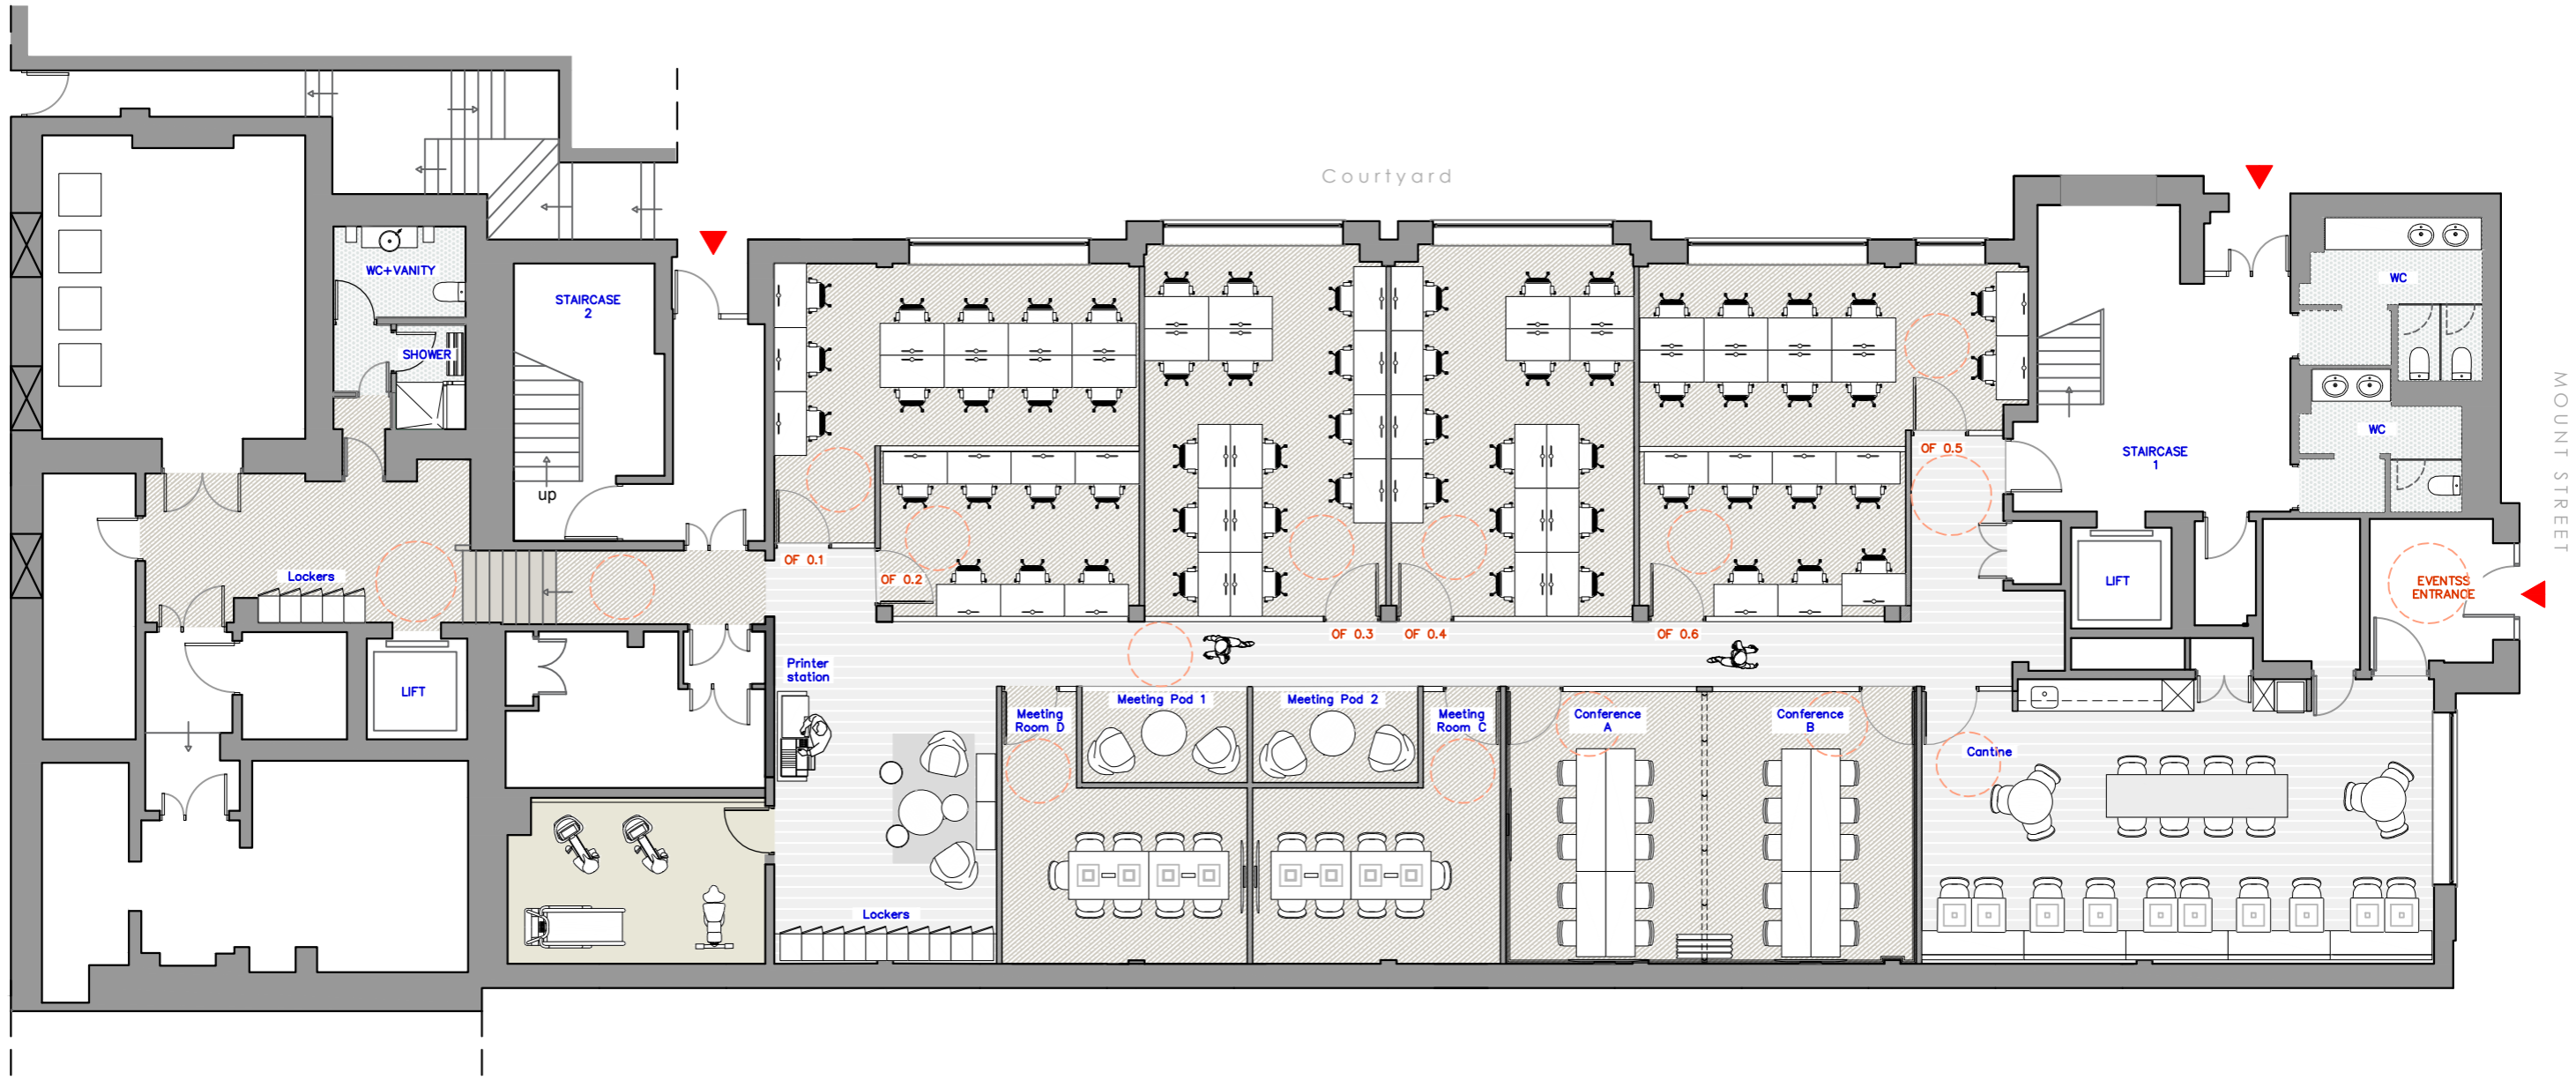 Courtyard
MOUNT STREET
WC+VANITY
SHOWER
STAIRCASE
2
up
Lockers
LIFT
OF 0.1
OF 0.2
OF 0.3
OF 0.4
OF 0.5
OF 0.6
STAIRCASE
1
WC
WC
LIFT
EVENTSS
ENTRANCE
Printer
station
Meeting
Room D
Meeting Pod 1
Meeting Pod 2
Meeting
Room C
Conference
A
Conference
B
Cantine
Lockers